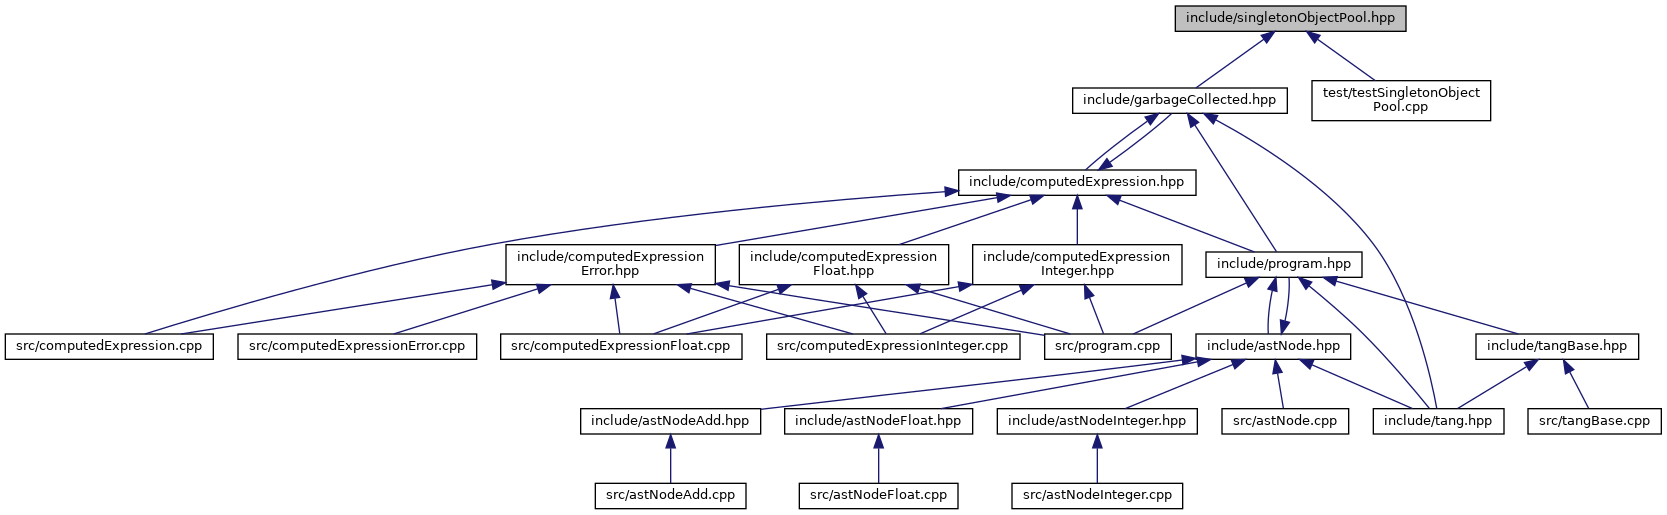 include/singletonObjectPool.hpp
include/garbageCollected.hpp
test/testSingletonObject
Pool.cpp
include/computedExpression.hpp
include/computedExpression
Error.hpp
include/computedExpression
Float.hpp
include/computedExpression
Integer.hpp
include/program.hpp
src/computedExpression.cpp
src/computedExpressionError.cpp
src/computedExpressionFloat.cpp
src/computedExpressionInteger.cpp
src/program.cpp
include/astNode.hpp
include/tangBase.hpp
include/astNodeAdd.hpp
include/astNodeFloat.hpp
include/astNodeInteger.hpp
src/astNode.cpp
include/tang.hpp
src/tangBase.cpp
src/astNodeAdd.cpp
src/astNodeFloat.cpp
src/astNodeInteger.cpp